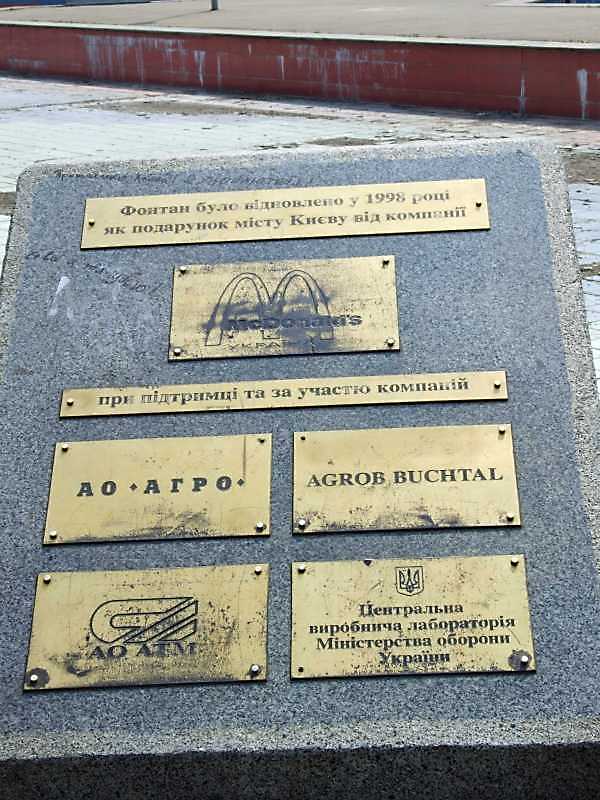 Фонтан було відновлено у 1998 році
як подарунок місту Києву від компанії
McDonald's
УКРАЇНА
при підтримці та за участю компаній
АО АГРО
AGROB BUCHTAL
АО АТМ
Центральна
виробнича лабораторія
Міністерства оборони
України